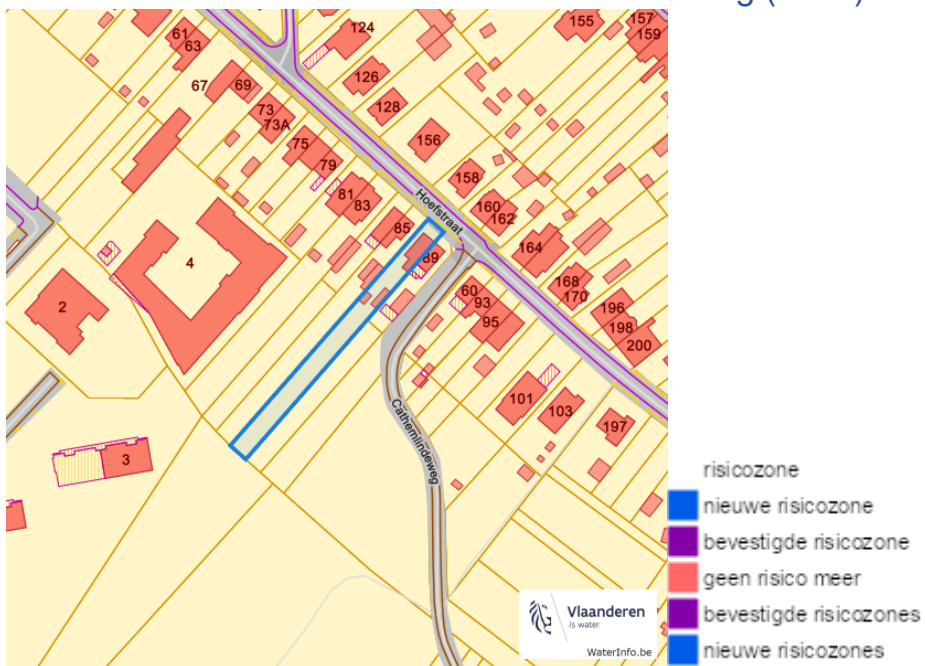 g (
)
124
155
157
159
61
63
126
67
69
128
73
73A
156
75
79
158
81
83
Hoefstraat
160
162
85
164
4
89
168
170
60
93
196
2
95
198
200
101
103
197
Cathemlindeweg
3
risicozone
nieuwe risicozone
bevestigde risicozone
geen risico meer
bevestigde risicozones
nieuwe risicozones
Vlaanderen
is water
WaterInfo.be